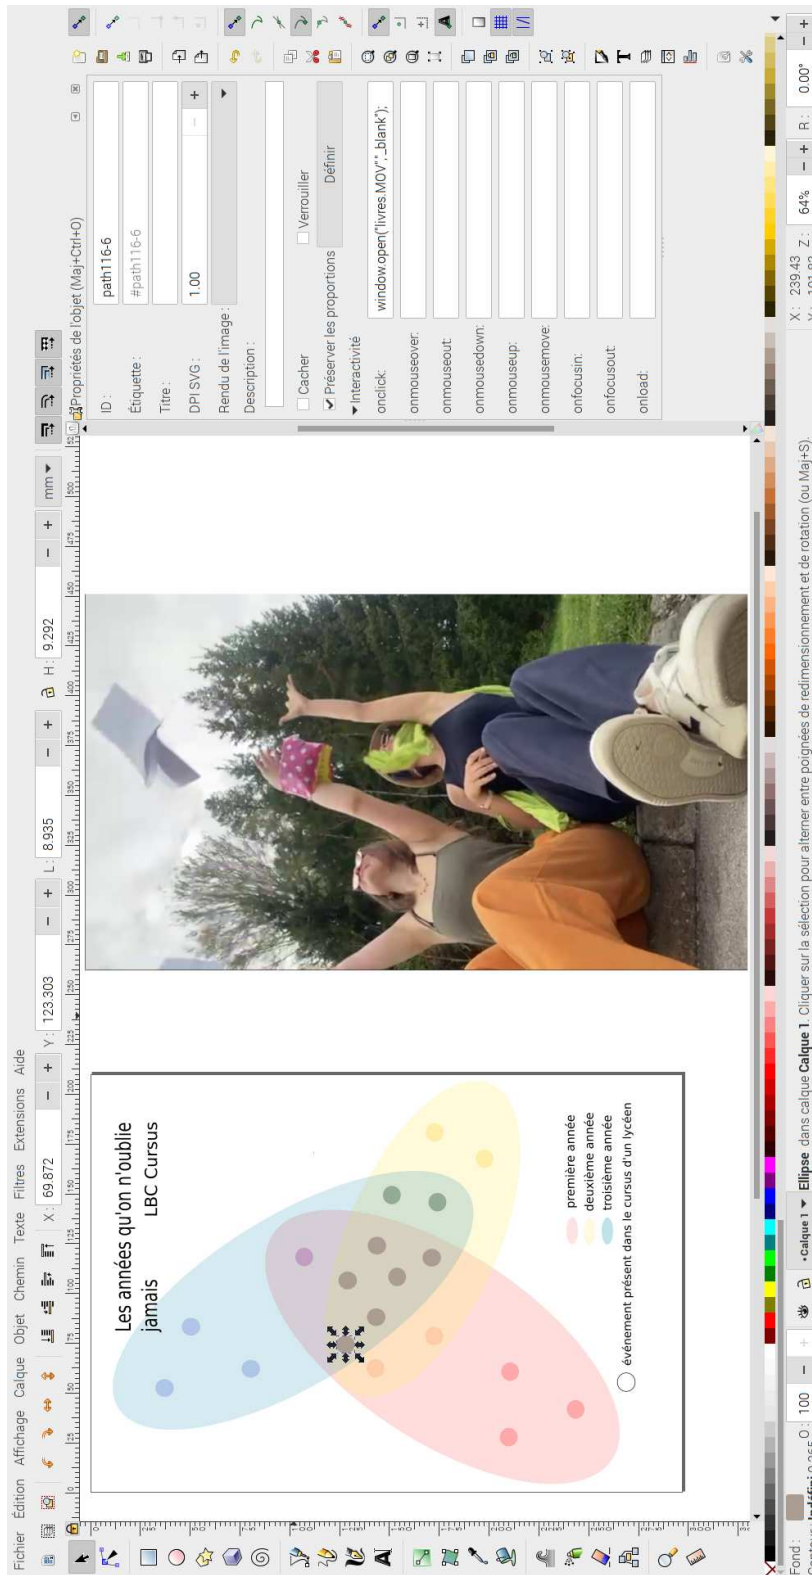 Fichier Édition Affichage Calque Objet Chemin Texte Filtres Extensions Aide
X : 69.872 − + Y : 123.303 − + L : 8.935 − + H : 9.292 − + mm
Les années qu'on n'oublie
jamais LBC Cursus
première année
deuxième année
troisième année
événement présent dans le cursus d'un lycéen
Propriétés de l'objet (Maj+Ctrl+O)
ID : path116-6
Étiquette : #path116-6
Titre :
DPI SVG : 1.00 − +
Rendu de l'image :
Description :
Cacher Verrouiller
Préserver les proportions Définir
Interactivité
onclick: window.open("livres.MOV","_blank");
onmouseover:
onmouseout:
onmousedown:
onmouseup:
onmousemove:
onfocusin:
onfocusout:
onload:
Fond :
O : 100 − +
•Calque 1
Ellipse dans calque Calque 1. Cliquer sur la sélection pour alterner entre poignées de redimensionnement et de rotation (ou Maj+S).
X : 239.43
Z : 64% − + R : 0.00° − +